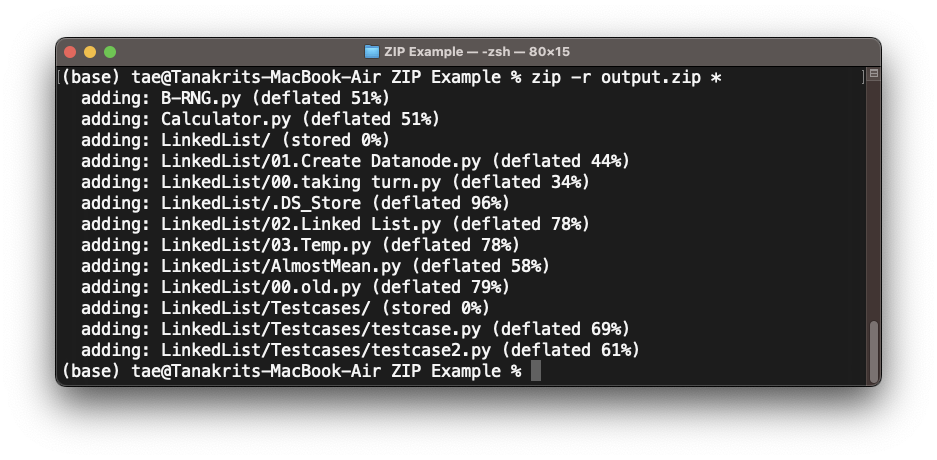 ZIP Example — -zsh — 80×15
(base) tae@Tanakrits-MacBook-Air ZIP Example % zip -r output.zip *
adding: B-RNG.py (deflated 51%)
adding: Calculator.py (deflated 51%)
adding: LinkedList/ (stored 0%)
adding: LinkedList/01.Create Datanode.py (deflated 44%)
adding: LinkedList/00.taking turn.py (deflated 34%)
adding: LinkedList/.DS_Store (deflated 96%)
adding: LinkedList/02.Linked List.py (deflated 78%)
adding: LinkedList/03.Temp.py (deflated 78%)
adding: LinkedList/AlmostMean.py (deflated 58%)
adding: LinkedList/00.old.py (deflated 79%)
adding: LinkedList/Testcases/ (stored 0%)
adding: LinkedList/Testcases/testcase.py (deflated 69%)
adding: LinkedList/Testcases/testcase2.py (deflated 61%)
(base) tae@Tanakrits-MacBook-Air ZIP Example %